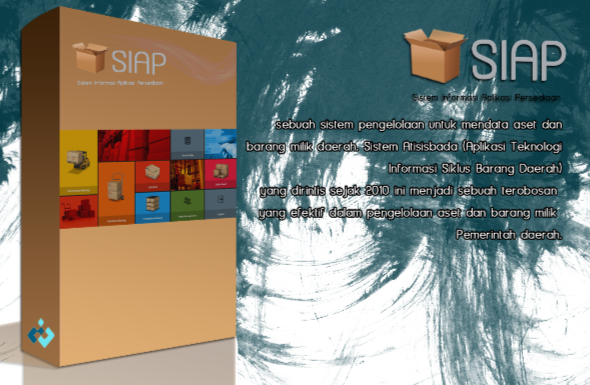 SIAP
Sistem Informasi Aplikasi Persediaan
SIAP
Sistem Informasi Aplikasi Persediaan
sebuah sistem pengelolaan untuk mendata aset dan
barang milik daerah. Sistem Atisisbada (Aplikasi Teknologi
Informasi Siklus Barang Daerah)
yang dirintis sejak 2010 ini menjadi sebuah terobosan
yang efektif dalam pengelolaan aset dan barang milik
Pemerintah daerah.